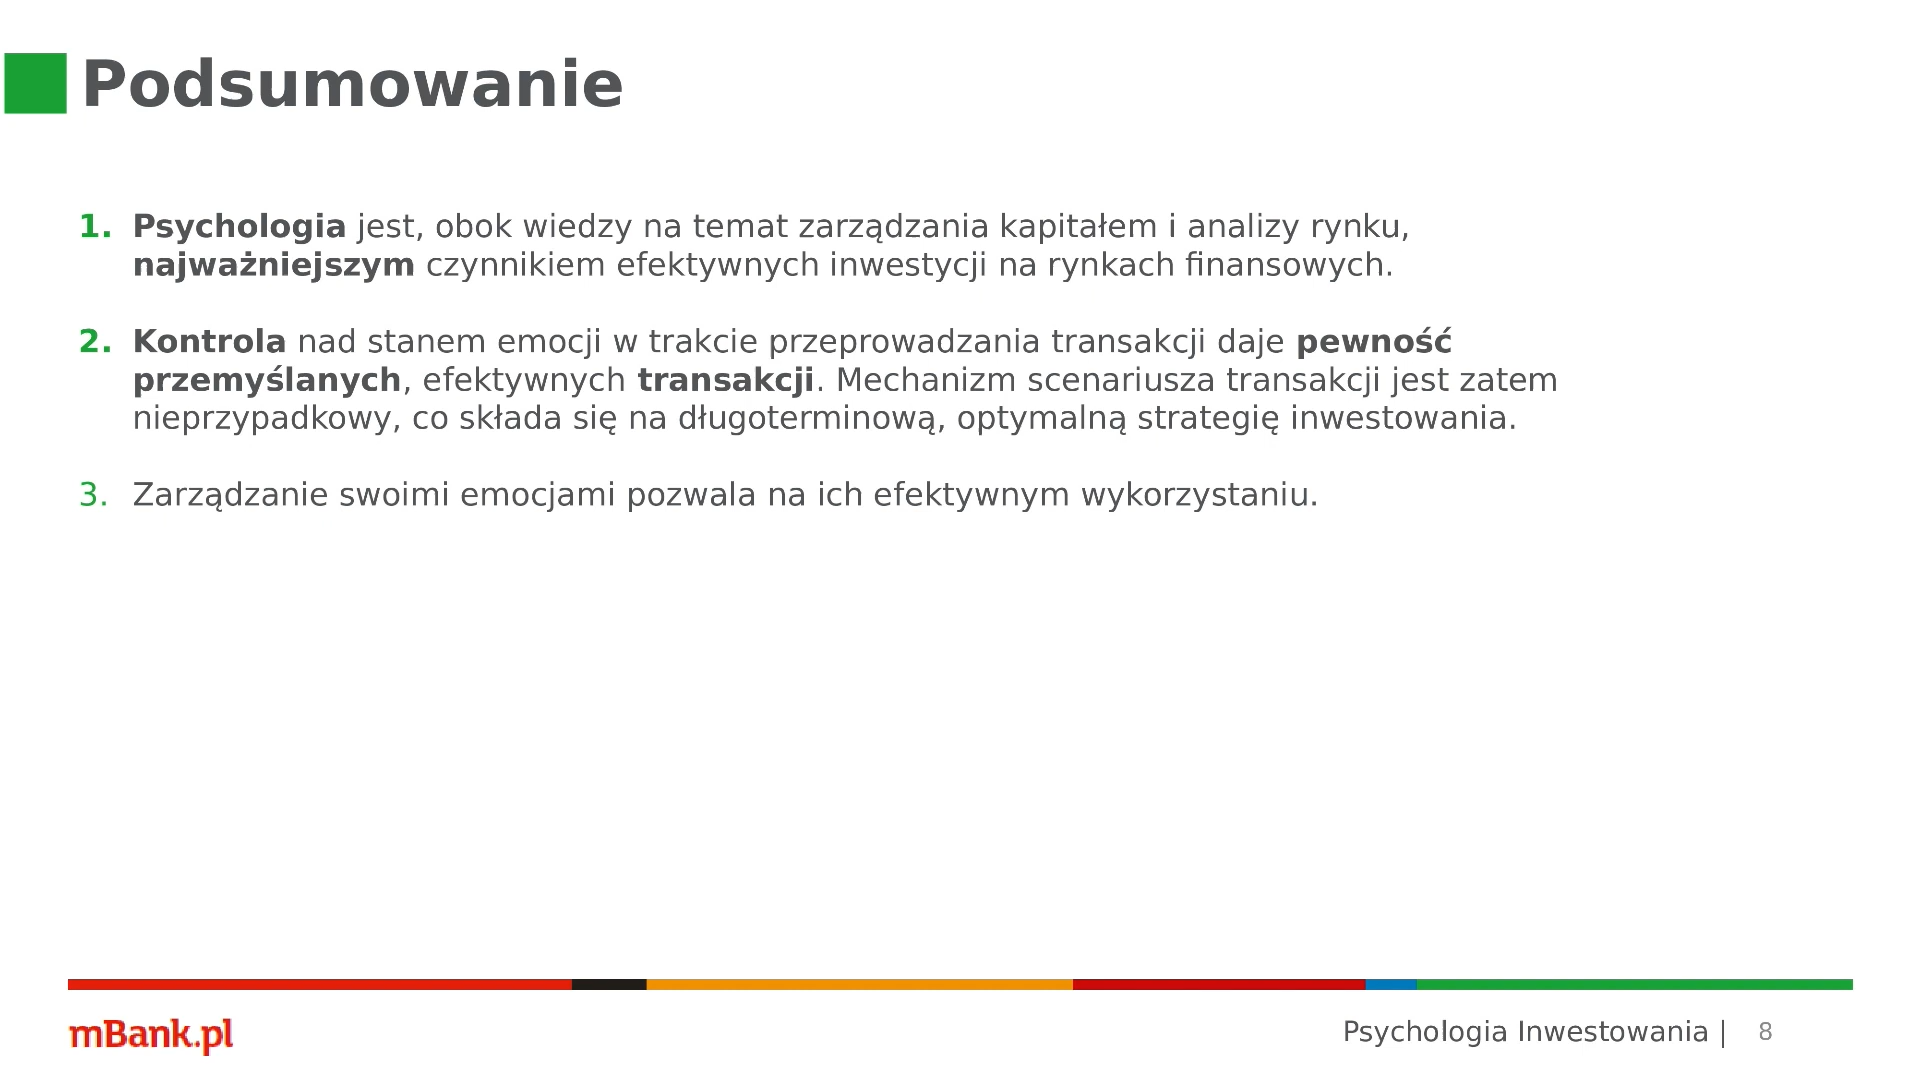 Podsumowanie
1. Psychologia jest, obok wiedzy na temat zarządzania kapitałem i analizy rynku,
najważniejszym czynnikiem efektywnych inwestycji na rynkach finansowych.
2. Kontrola nad stanem emocji w trakcie przeprowadzania transakcji daje pewność
przemyślanych, efektywnych transakcji. Mechanizm scenariusza transakcji jest zatem
nieprzypadkowy, co składa się na długoterminową, optymalną strategię inwestowania.
3. Zarządzanie swoimi emocjami pozwala na ich efektywnym wykorzystaniu.
mBank.pl
Psychologia Inwestowania | 8